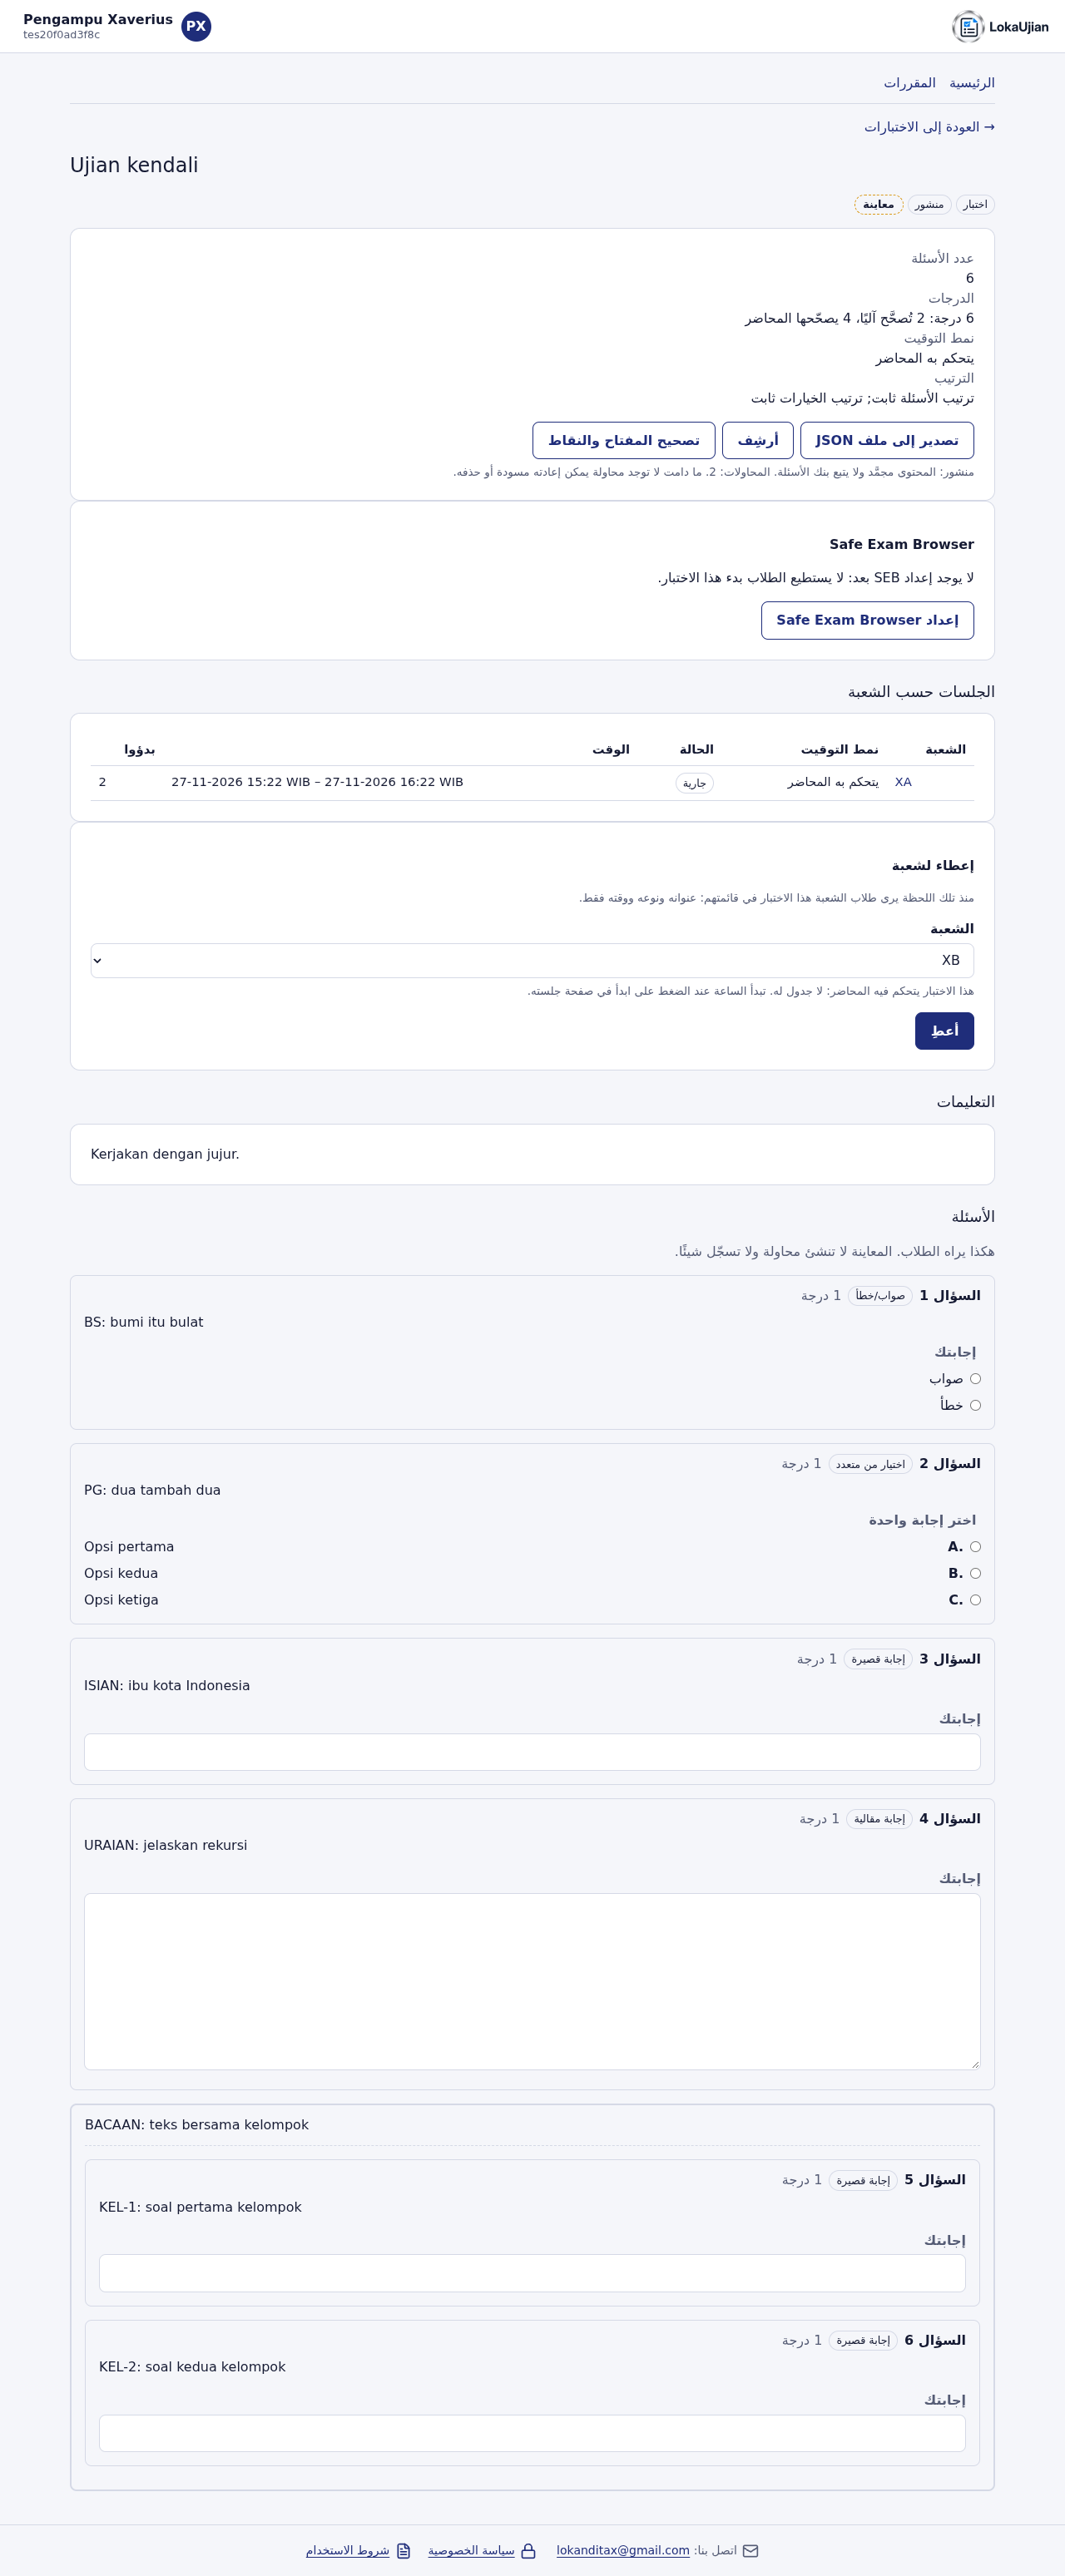 LokaUjian
Pengampu Xaverius
tes20f0ad3f8c
PX
الرئيسية المقررات
→ العودة إلى الاختبارات
Ujian kendali
اختبار منشور معاينة
عدد الأسئلة
6
الدرجات
6 درجة: 2 تُصحَّح آليًا، 4 يصحّحها المحاضر
نمط التوقيت
يتحكم به المحاضر
الترتيب
ترتيب الأسئلة ثابت; ترتيب الخيارات ثابت
تصدير إلى ملف JSON أرشِف تصحيح المفتاح والنقاط
منشور: المحتوى مجمَّد ولا يتبع بنك الأسئلة. المحاولات: 2. ما دامت لا توجد محاولة يمكن إعادته مسودة أو حذفه.
Safe Exam Browser
لا يوجد إعداد SEB بعد: لا يستطيع الطلاب بدء هذا الاختبار.
إعداد Safe Exam Browser
الجلسات حسب الشعبة
الشعبة نمط التوقيت الحالة الوقت بدؤوا
XA يتحكم به المحاضر جارية 27-11-2026 15:22 WIB – 27-11-2026 16:22 WIB 2
إعطاء لشعبة
منذ تلك اللحظة يرى طلاب الشعبة هذا الاختبار في قائمتهم: عنوانه ونوعه ووقته فقط.
الشعبة
XB
هذا الاختبار يتحكم فيه المحاضر: لا جدول له. تبدأ الساعة عند الضغط على ابدأ في صفحة جلسته.
أعطِ
التعليمات
Kerjakan dengan jujur.
الأسئلة
هكذا يراه الطلاب. المعاينة لا تنشئ محاولة ولا تسجّل شيئًا.
السؤال 1 صواب/خطأ 1 درجة
BS: bumi itu bulat
إجابتك
صواب
خطأ
السؤال 2 اختيار من متعدد 1 درجة
PG: dua tambah dua
اختر إجابة واحدة
A. Opsi pertama
B. Opsi kedua
C. Opsi ketiga
السؤال 3 إجابة قصيرة 1 درجة
ISIAN: ibu kota Indonesia
إجابتك
السؤال 4 إجابة مقالية 1 درجة
URAIAN: jelaskan rekursi
إجابتك
BACAAN: teks bersama kelompok
السؤال 5 إجابة قصيرة 1 درجة
KEL-1: soal pertama kelompok
إجابتك
السؤال 6 إجابة قصيرة 1 درجة
KEL-2: soal kedua kelompok
إجابتك
اتصل بنا: lokanditax@gmail.com سياسة الخصوصية شروط الاستخدام